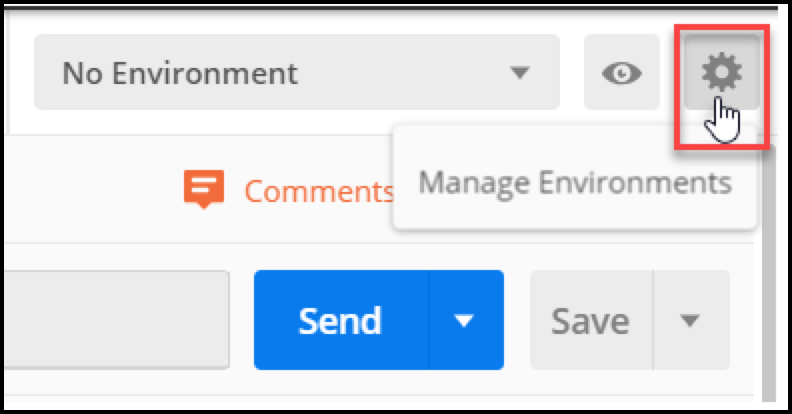 No Environment
Comments
Manage Environments
Send
Save